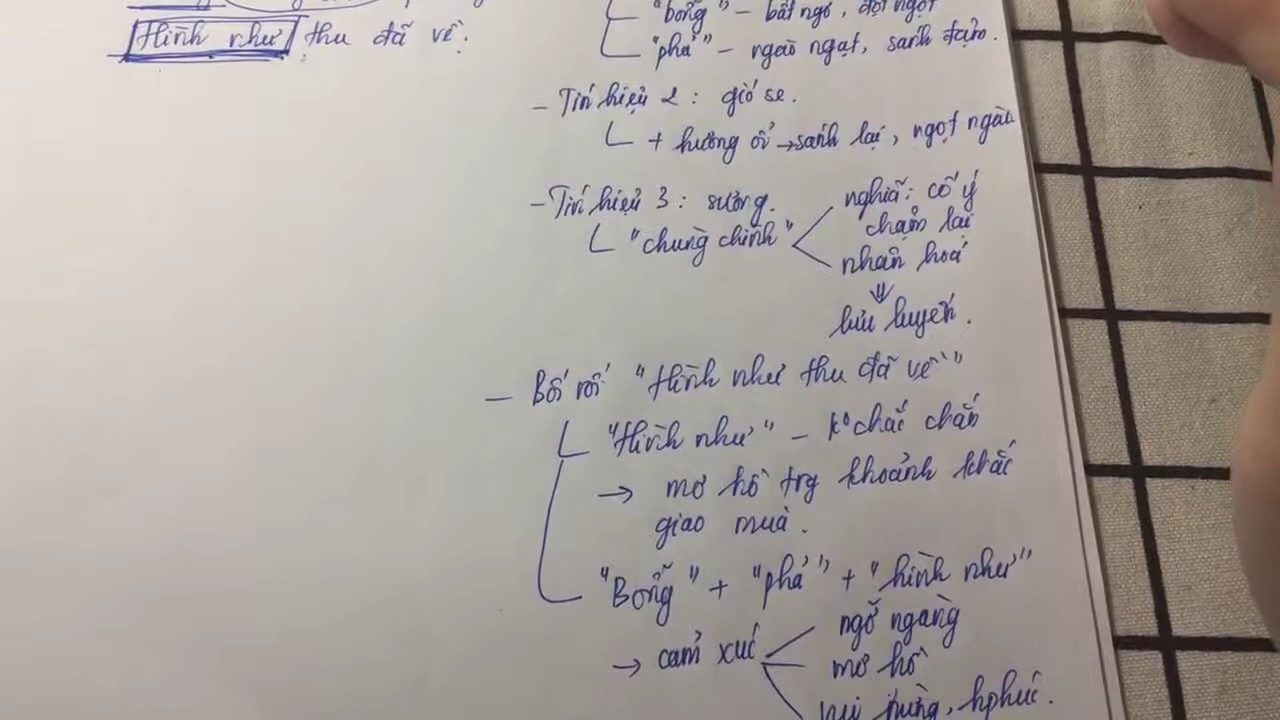 Hình như thu đã về.
"bỗng" – bất ngờ, đột ngột
"phả" – ngào ngạt, sánh đậm.
– Tín hiệu 2 : gió se.
+ hương ổi → sánh lại, ngọt ngào
– Tín hiệu 3 : sương.
"chùng chình"
nghĩa: cố ý
chậm lại
nhân hoá
⇓
lưu luyến.
– Bối rối "Hình như thu đã về"
"Hình như" – kº chắc chắn
→ mơ hồ trg khoảnh khắc
giao mùa.
"Bỗng" + "phả" + "hình như"
→ cảm xúc
ngỡ ngàng
mơ hồ
vui mừng, hphúc.